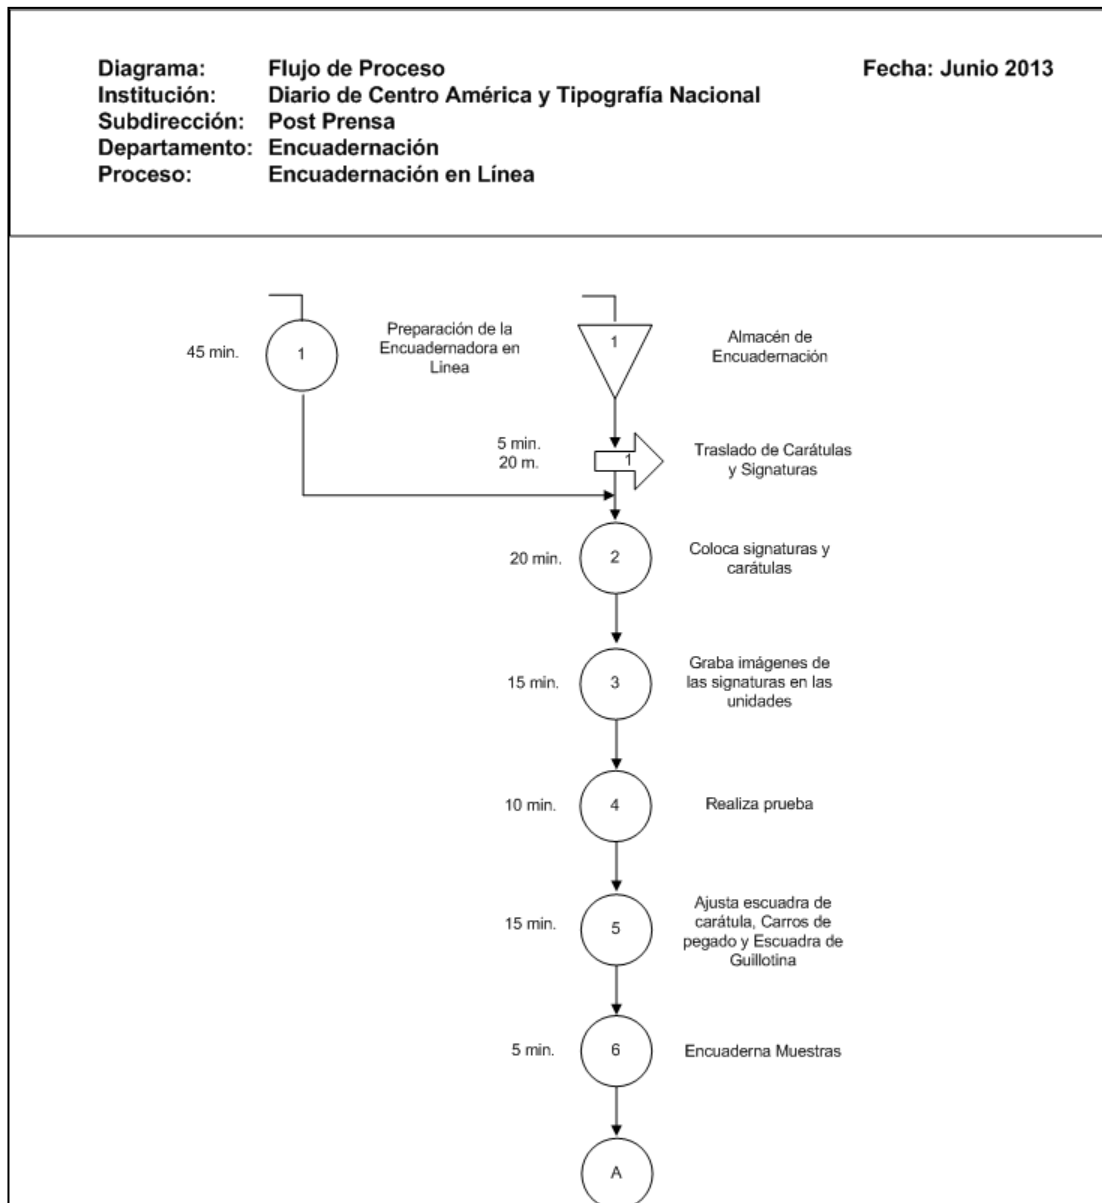 Diagrama: Flujo de Proceso Fecha: Junio 2013
Institución: Diario de Centro América y Tipografía Nacional
Subdirección: Post Prensa
Departamento: Encuadernación
Proceso: Encuadernación en Línea
45 min.
1
Preparación de la
Encuadernadora en
Linea
1
Almacén de
Encuadernación
5 min.
20 m.
1
Traslado de Carátulas
y Signaturas
20 min.
2
Coloca signaturas y
carátulas
15 min.
3
Graba imágenes de
las signaturas en las
unidades
10 min.
4
Realiza prueba
15 min.
5
Ajusta escuadra de
carátula, Carros de
pegado y Escuadra de
Guillotina
5 min.
6
Encuaderna Muestras
A